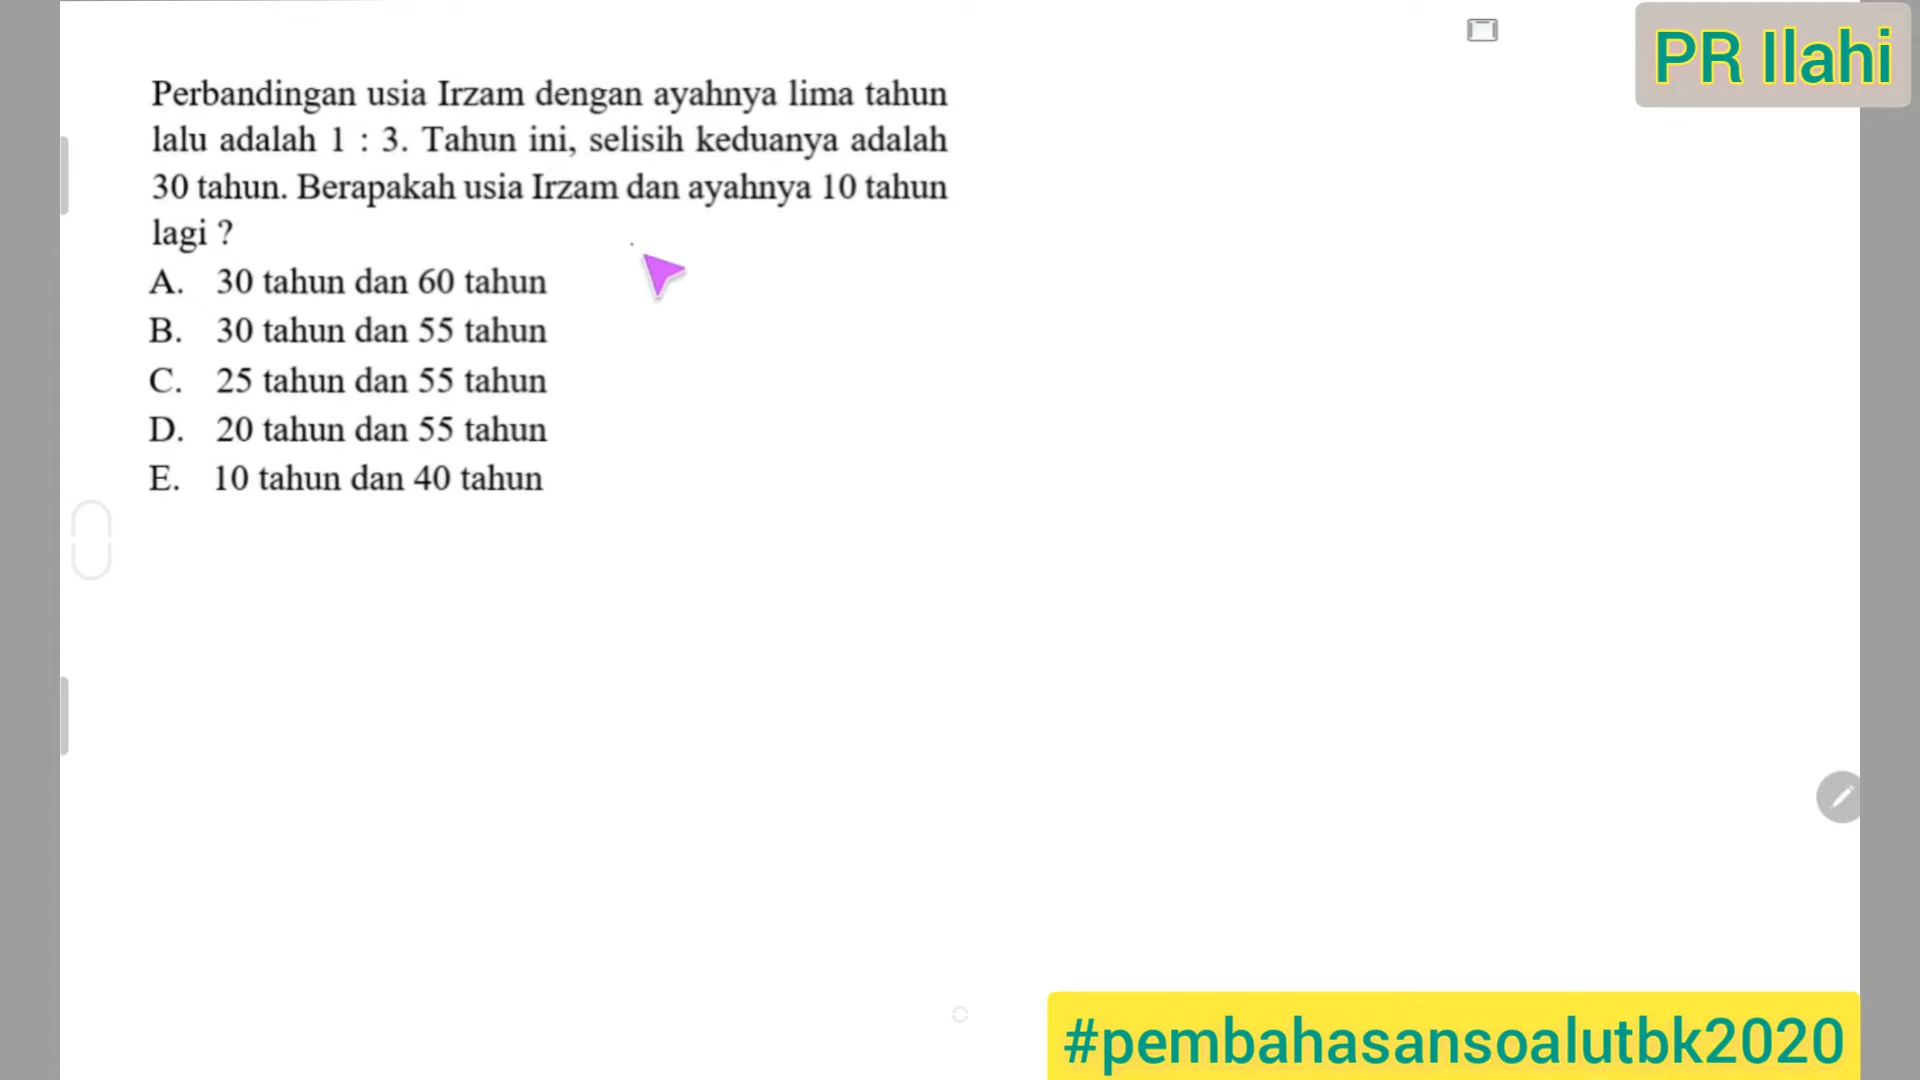 PR Ilahi
Perbandingan usia Irzam dengan ayahnya lima tahun
lalu adalah 1 : 3. Tahun ini, selisih keduanya adalah
30 tahun. Berapakah usia Irzam dan ayahnya 10 tahun
lagi ?
A. 30 tahun dan 60 tahun
B. 30 tahun dan 55 tahun
C. 25 tahun dan 55 tahun
D. 20 tahun dan 55 tahun
E. 10 tahun dan 40 tahun
#pembahasansoalutbk2020